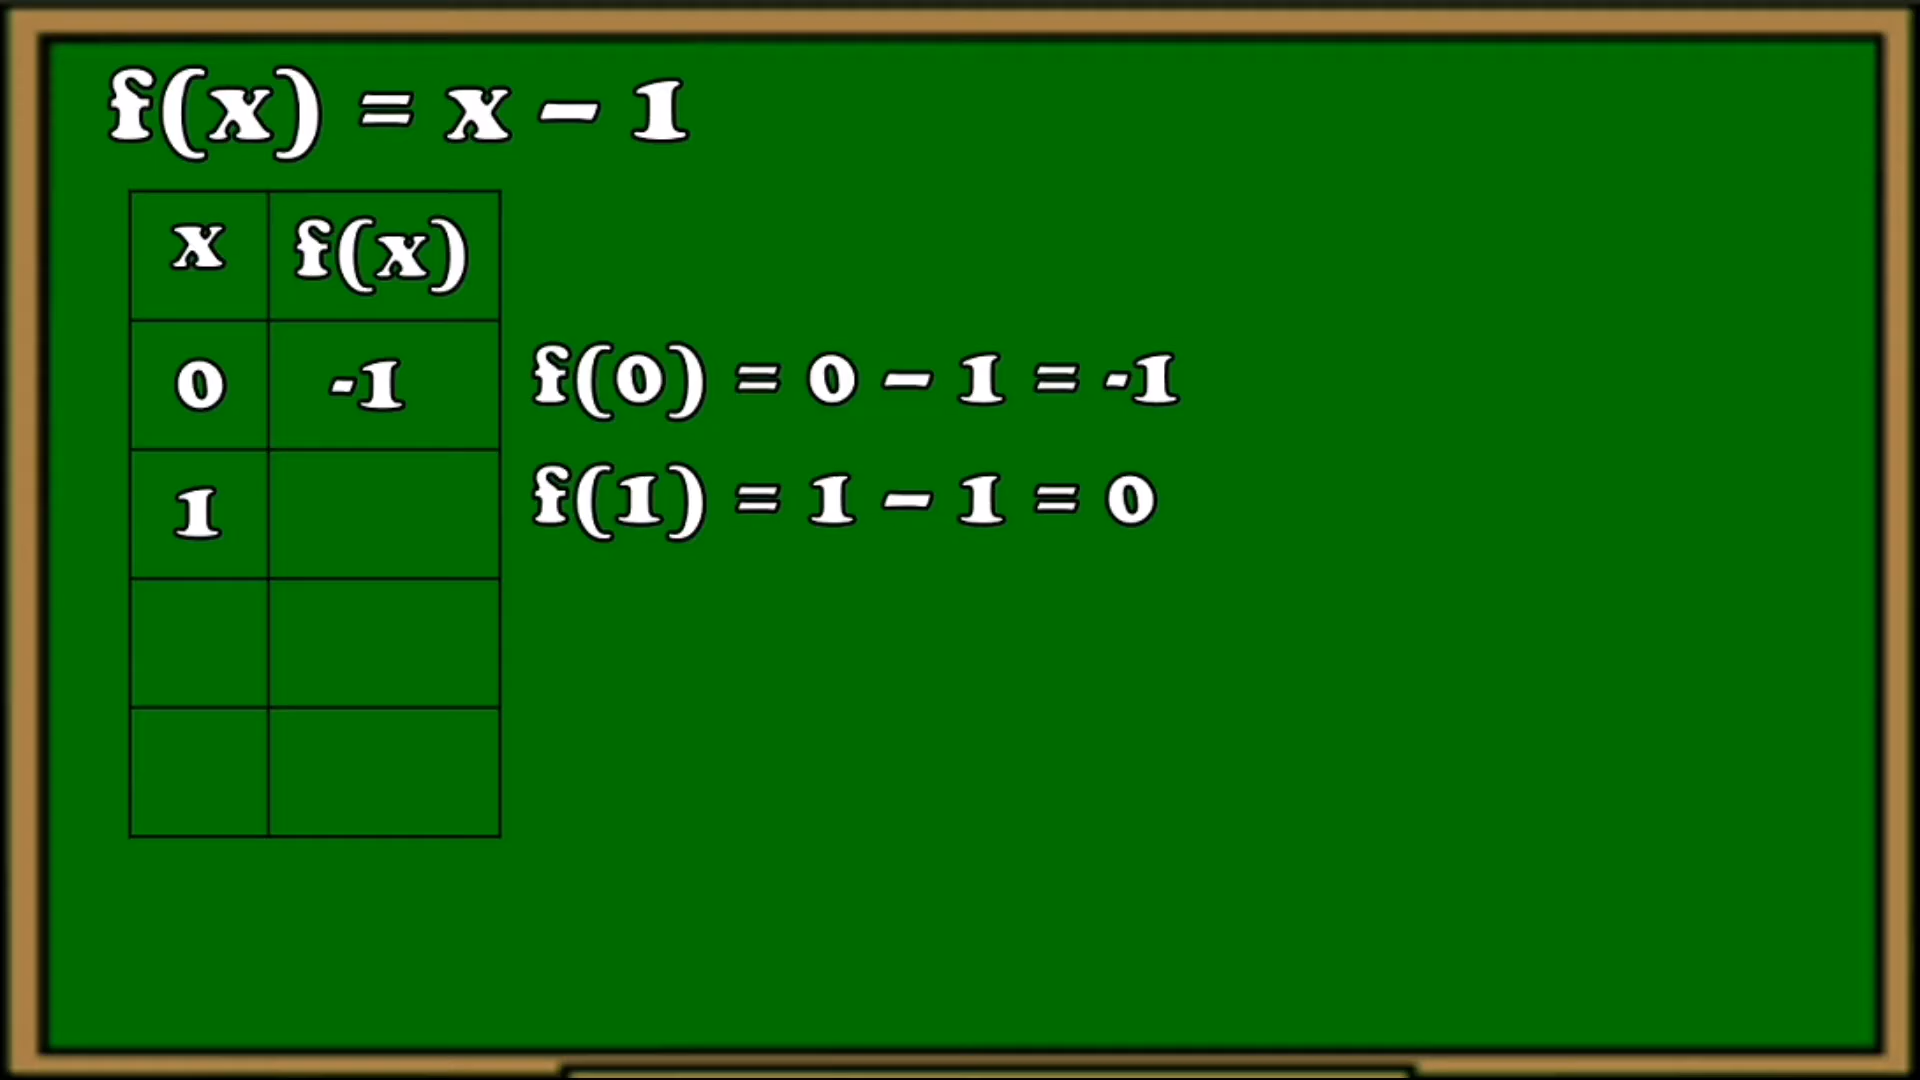 f(x) = x – 1
x f(x)
0 -1 f(0) = 0 – 1 = -1
1 f(1) = 1 – 1 = 0